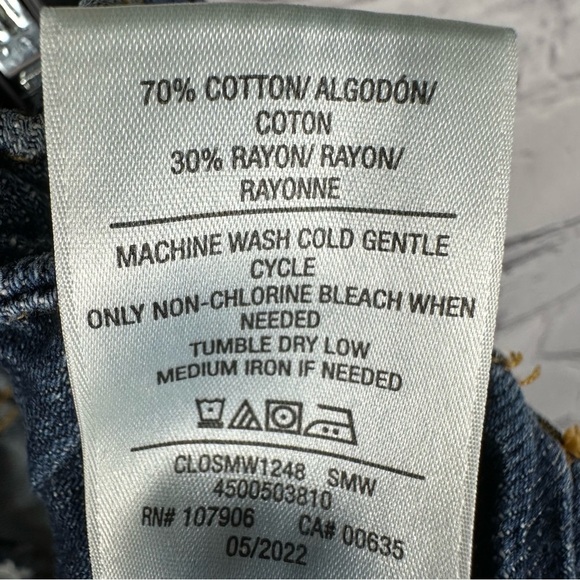 70% COTTON/ ALGODÓN/
COTON
30% RAYON/ RAYON/
RAYONNE
MACHINE WASH COLD GENTLE
CYCLE
ONLY NON-CHLORINE BLEACH WHEN
NEEDED
TUMBLE DRY LOW
MEDIUM IRON IF NEEDED
CLOSMW1248 SMW
4500503810
RN# 107906 CA# 00635
05/2022